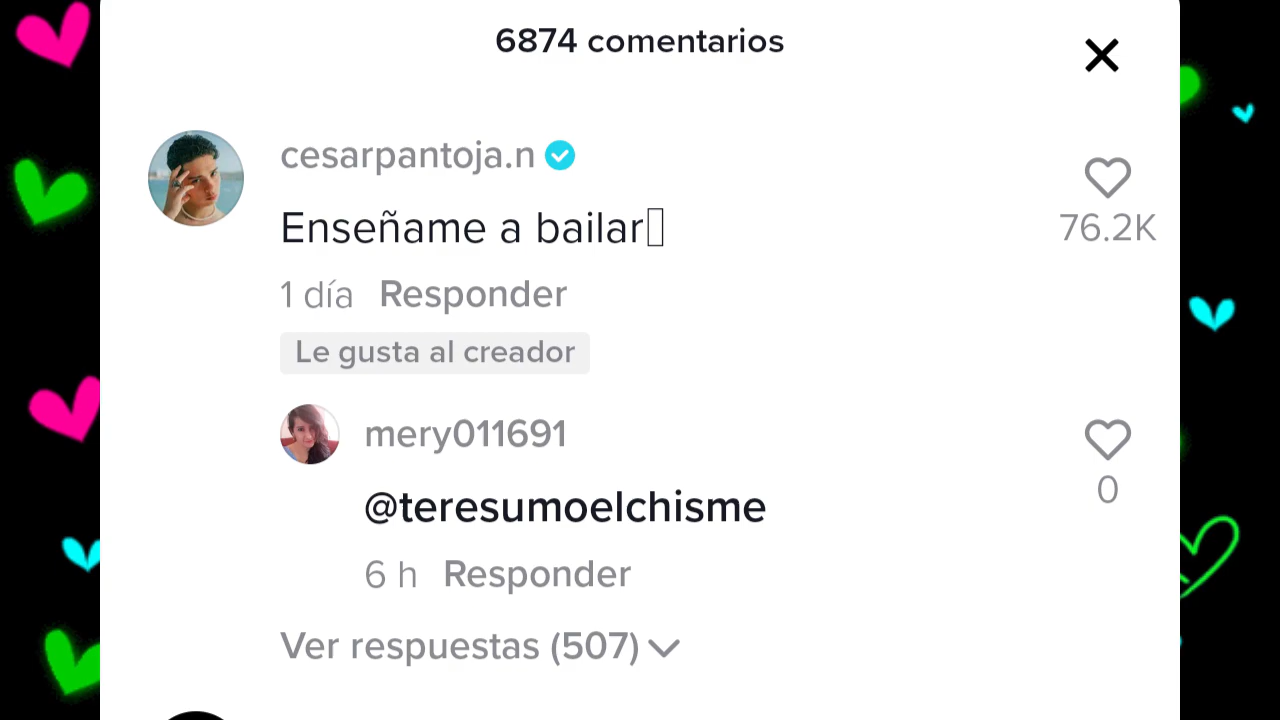 6874 comentarios
cesarpantoja.n
76.2K
Enseñame a bailar
1 día Responder
Le gusta al creador
mery011691
0
@teresumoelchisme
6 h Responder
Ver respuestas (507)